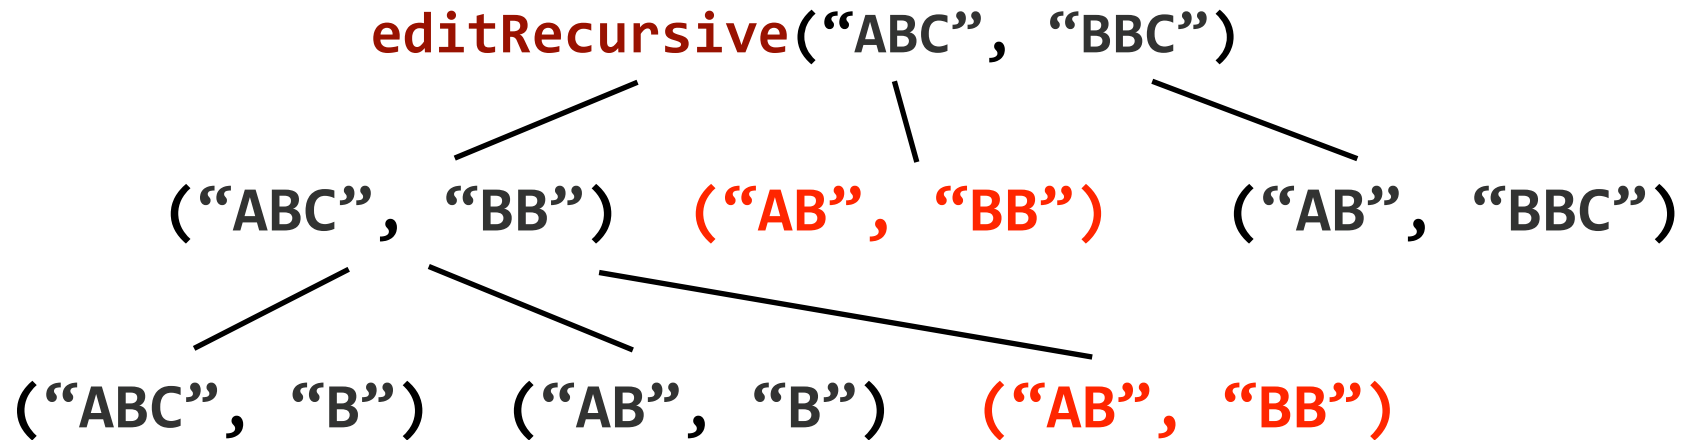 editRecursive(“ABC”, “BBC”)
(“ABC”, “BB”) (“AB”, “BB”) (“AB”, “BBC”)
(“ABC”, “B”) (“AB”, “B”) (“AB”, “BB”)